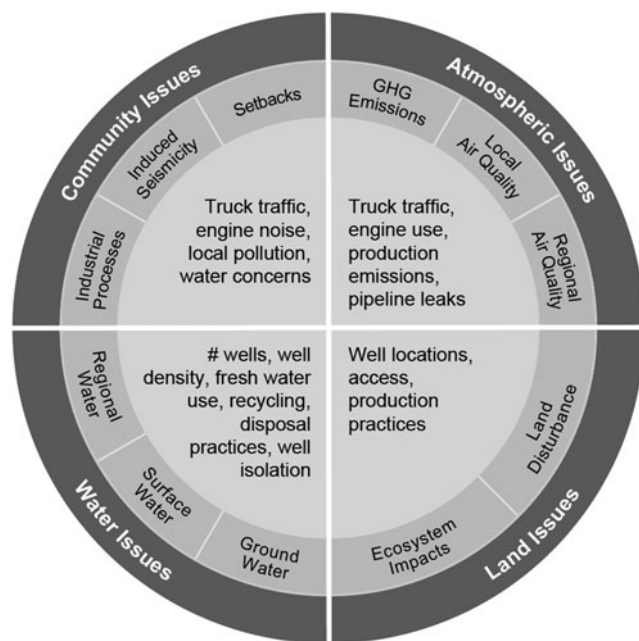 Community Issues
Setbacks
Induced
Seismicity
Industrial
Processes
Truck traffic,
engine noise,
local pollution,
water concerns
Atmospheric Issues
GHG
Emissions
Local
Air Quality
Regional
Air Quality
Truck traffic,
engine use,
production
emissions,
pipeline leaks
Water Issues
Regional
Water
Surface
Water
Ground
Water
# wells, well
density, fresh water
use, recycling,
disposal
practices, well
isolation
Land Issues
Land
Disturbance
Ecosystem
Impacts
Well locations,
access,
production
practices